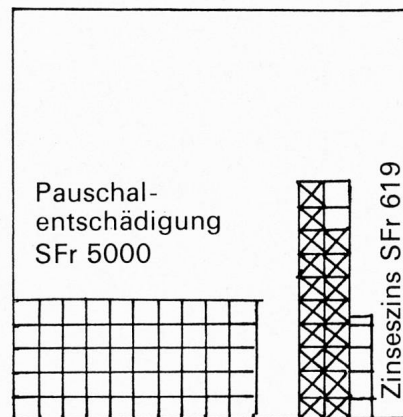 Pauschal-
entschädigung
SFr 5000
Zinseszins SFr 619